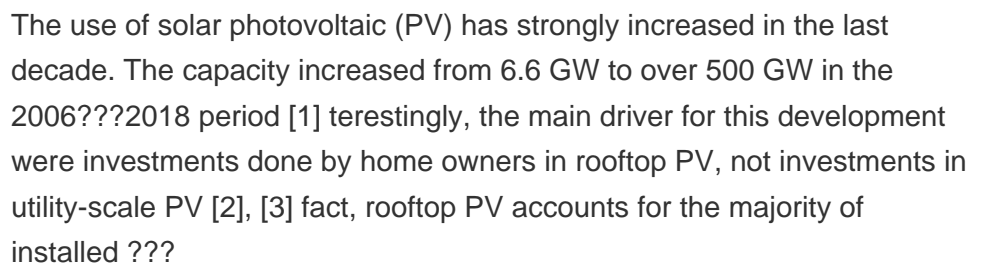 The use of solar photovoltaic (PV) has strongly increased in the last
decade. The capacity increased from 6.6 GW to over 500 GW in the
2006???2018 period [1] terestingly, the main driver for this development
were investments done by home owners in rooftop PV, not investments in
utility-scale PV [2], [3] fact, rooftop PV accounts for the majority of
installed ???